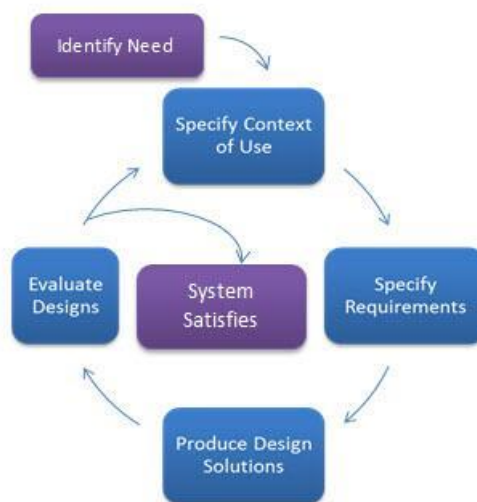 Identify Need
Specify Context
of Use
Specify
Requirements
Produce Design
Solutions
Evaluate
Designs
System
Satisfies